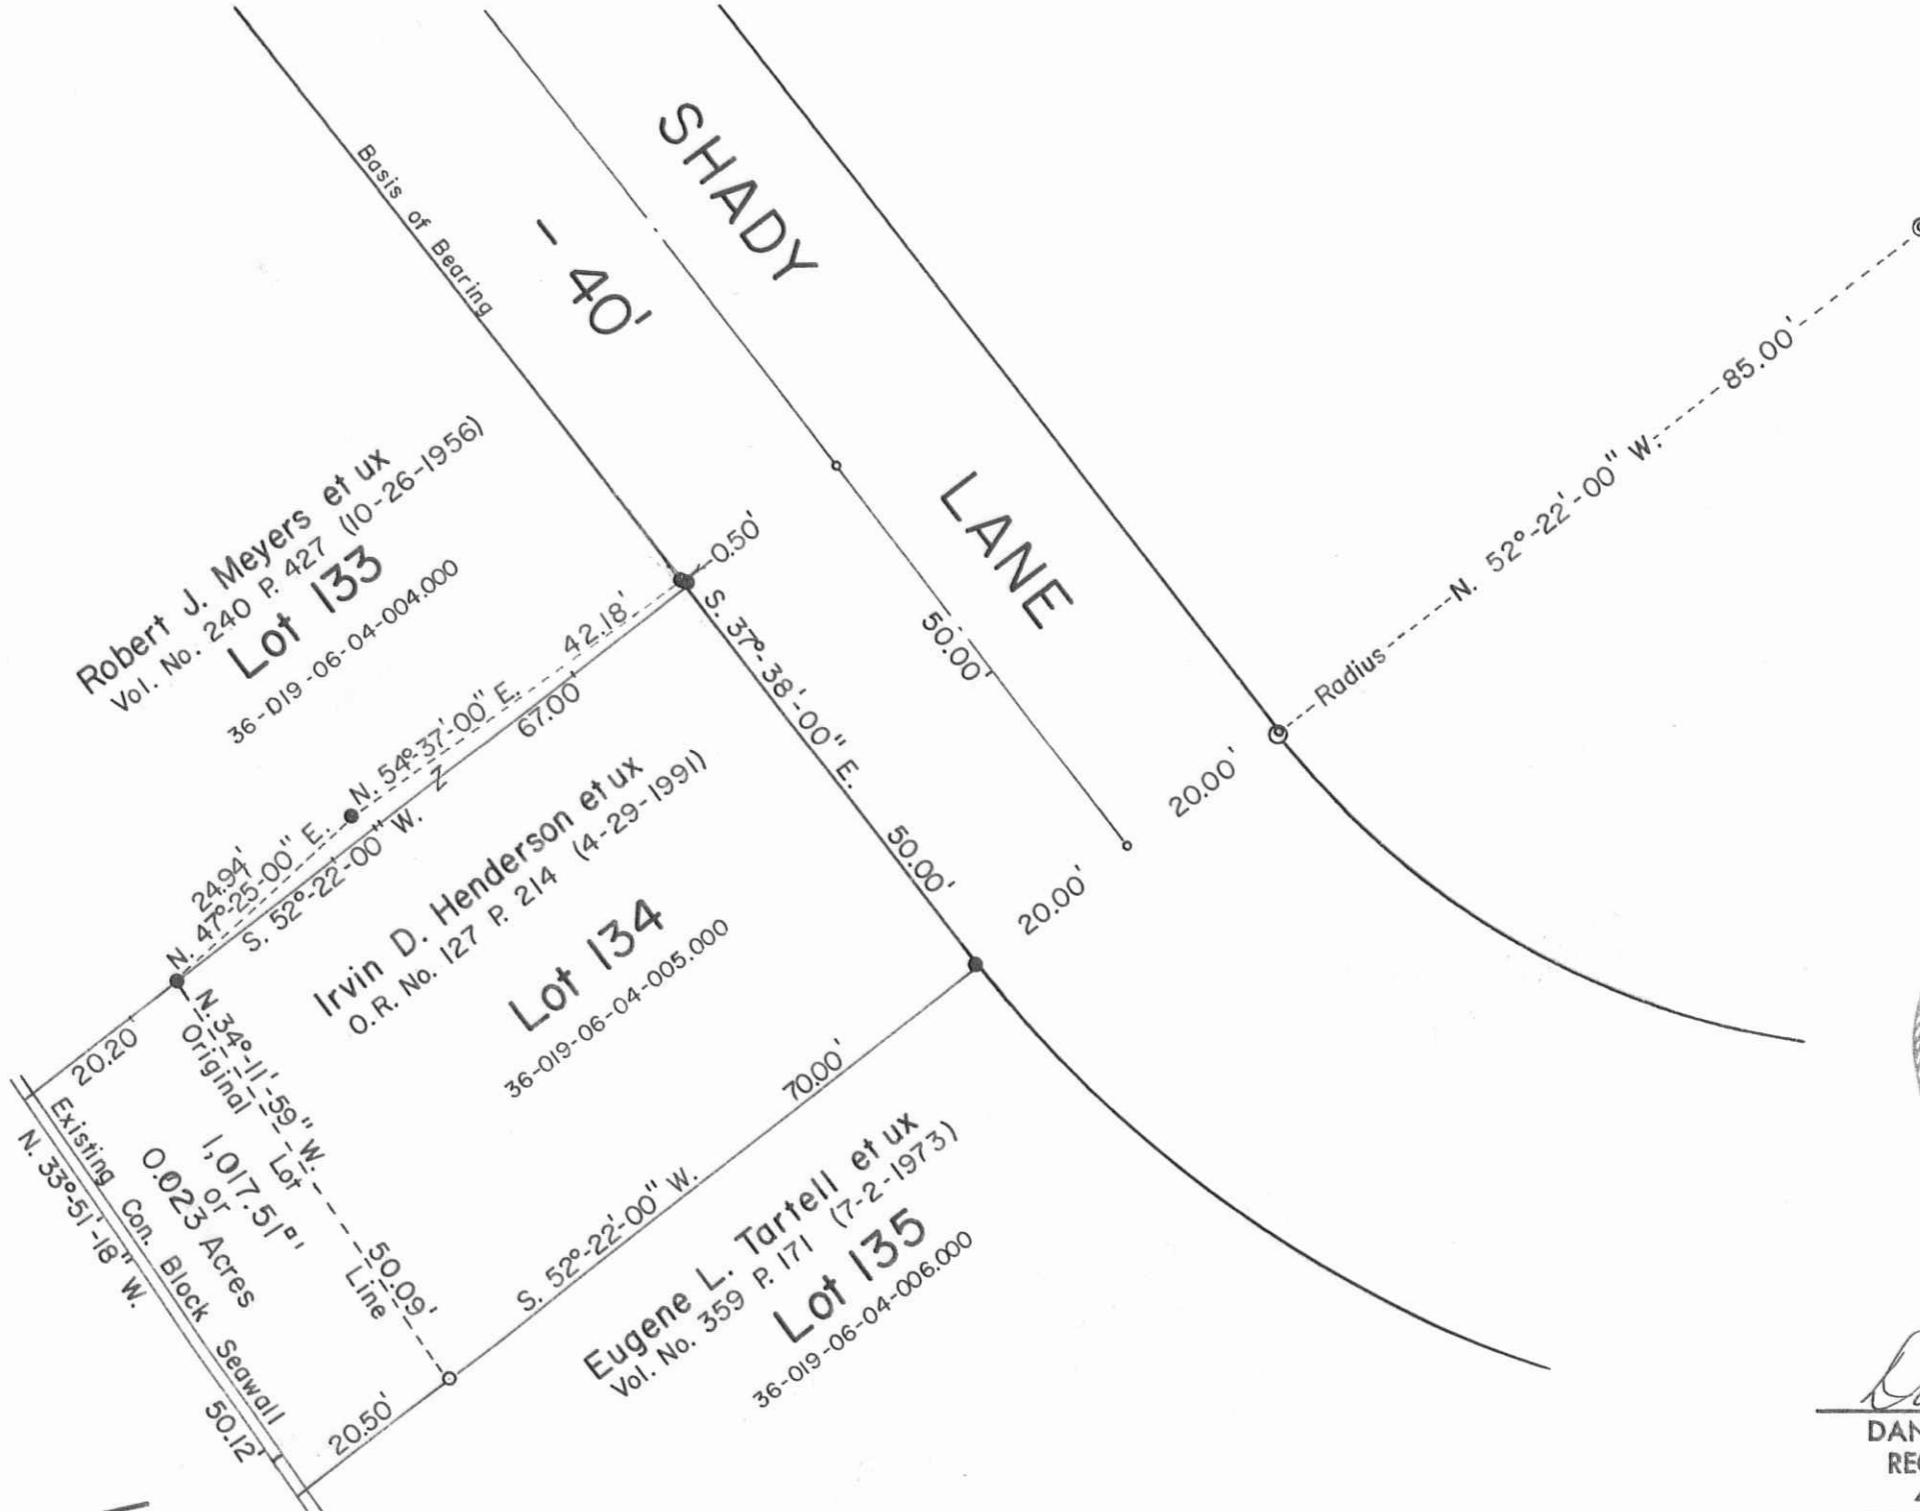 SHADY
LANE
- 40'
Basis of Bearing
Radius
N. 52°-22'-00" W.
85.00'
Robert J. Meyers et ux
Vol. No. 240 P. 427 (10-26-1956)
Lot 133
36-D19-06-04-004.000
0.50'
42.18'
N. 54°-37'-00" E.
67.00
Z
S. 37°-38'-00" E.
50.00'
50.00'
20.00'
20.00'
24.94'
N. 47°-25'-00" E.
S. 52°-22'-00" W.
Irvin D. Henderson et ux
O.R. No. 127 P. 214 (4-29-1991)
Lot 134
36-019-06-04-005.000
20.20
N. 34°-11'-59" W.
50.09'
Original Lot Line
1,017.51□'
or
0.023 Acres
Existing Con. Block Seawall
N. 33°-51'-18" W.
50.12'
70.00'
S. 52°-22'-00" W.
20.50'
Eugene L. Tartell et ux
Vol. No. 359 P. 171 (7-2-1973)
Lot 135
36-019-06-04-006.000
DAN